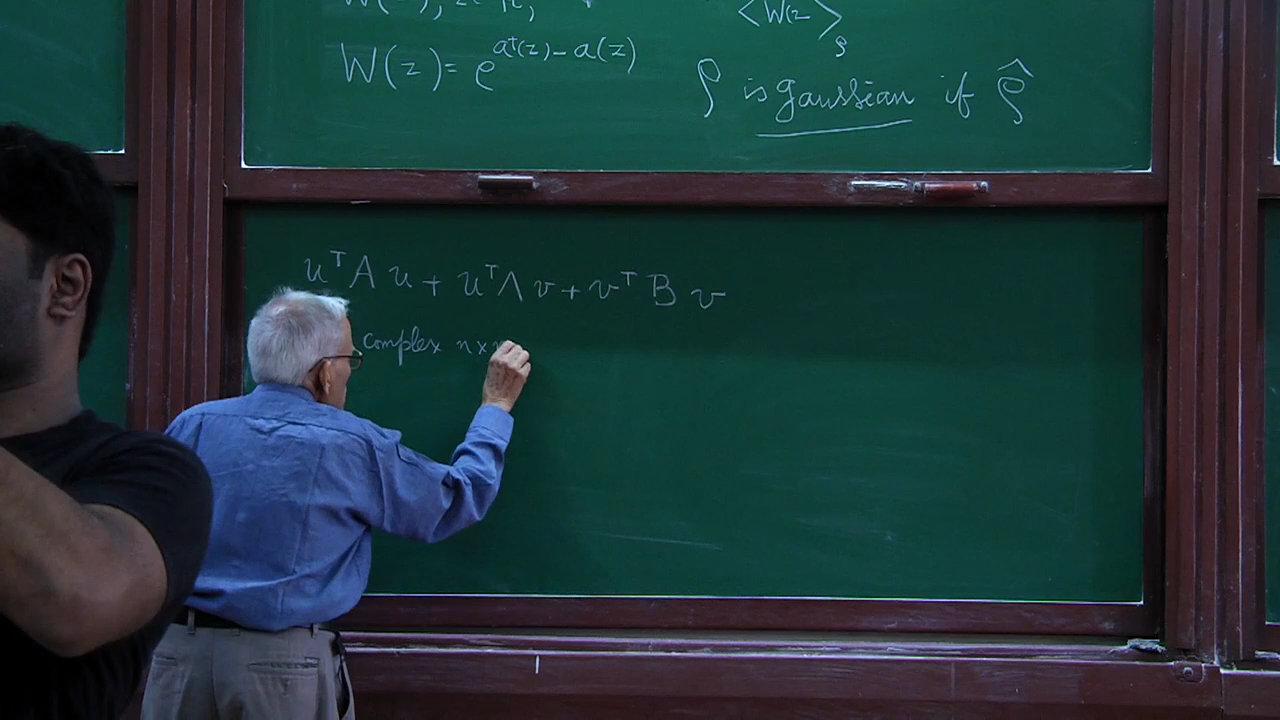 W(z) = e^{a†(z) - a(z)}
⟨W(z⟩_ρ
ρ is gaussian if ρ̂
u^T A u + u^T Λ v + v^T B v
complex n×